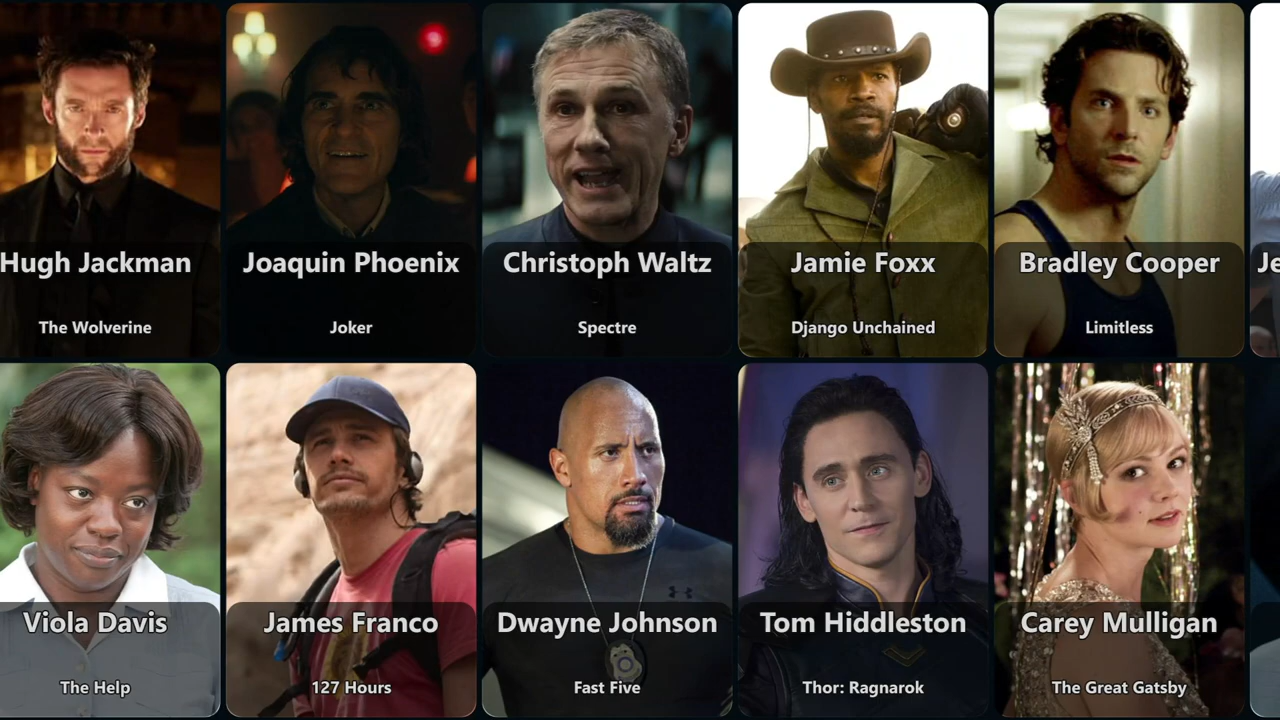 Hugh Jackman
The Wolverine
Joaquin Phoenix
Joker
Christoph Waltz
Spectre
Jamie Foxx
Django Unchained
Bradley Cooper
Limitless
Je
Viola Davis
The Help
James Franco
127 Hours
Dwayne Johnson
Fast Five
Tom Hiddleston
Thor: Ragnarok
Carey Mulligan
The Great Gatsby